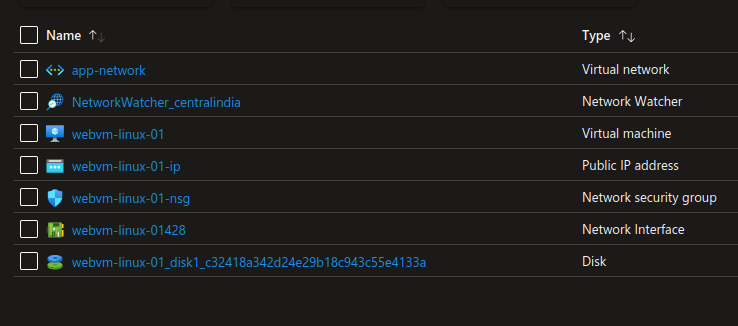 Name ↑↓ Type ↑↓
app-network Virtual network
NetworkWatcher_centralindia Network Watcher
webvm-linux-01 Virtual machine
webvm-linux-01-ip Public IP address
webvm-linux-01-nsg Network security group
webvm-linux-01428 Network Interface
webvm-linux-01_disk1_c32418a342d24e29b18c943c55e4133a Disk